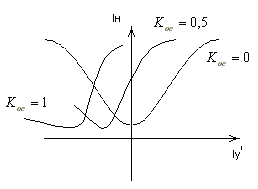 Iн
Kос = 0,5
Kос = 0
Kос = 1
Iу'